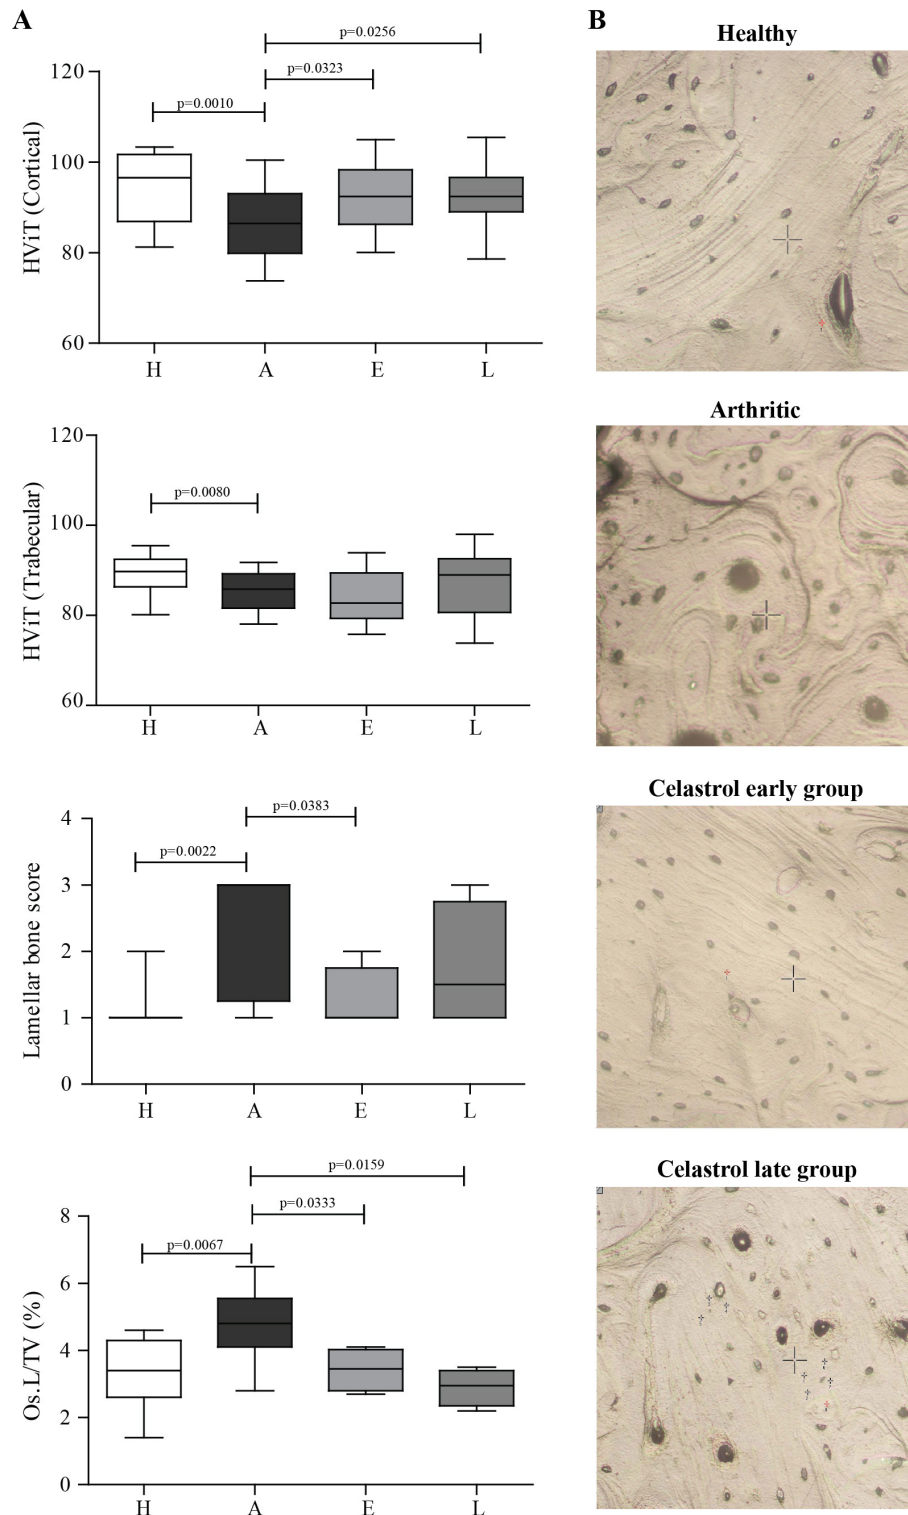 A
p=0.0256
p=0.0323
p=0.0010
HViT (Cortical)
120
100
80
60
H A E L
p=0.0080
HViT (Trabecular)
120
100
80
60
H A E L
p=0.0383
p=0.0022
Lamellar bone score
4
3
2
1
0
H A E L
p=0.0159
p=0.0333
p=0.0067
Os.L/TV (%)
8
6
4
2
0
H A E L
B
Healthy
Arthritic
Celastrol early group
Celastrol late group